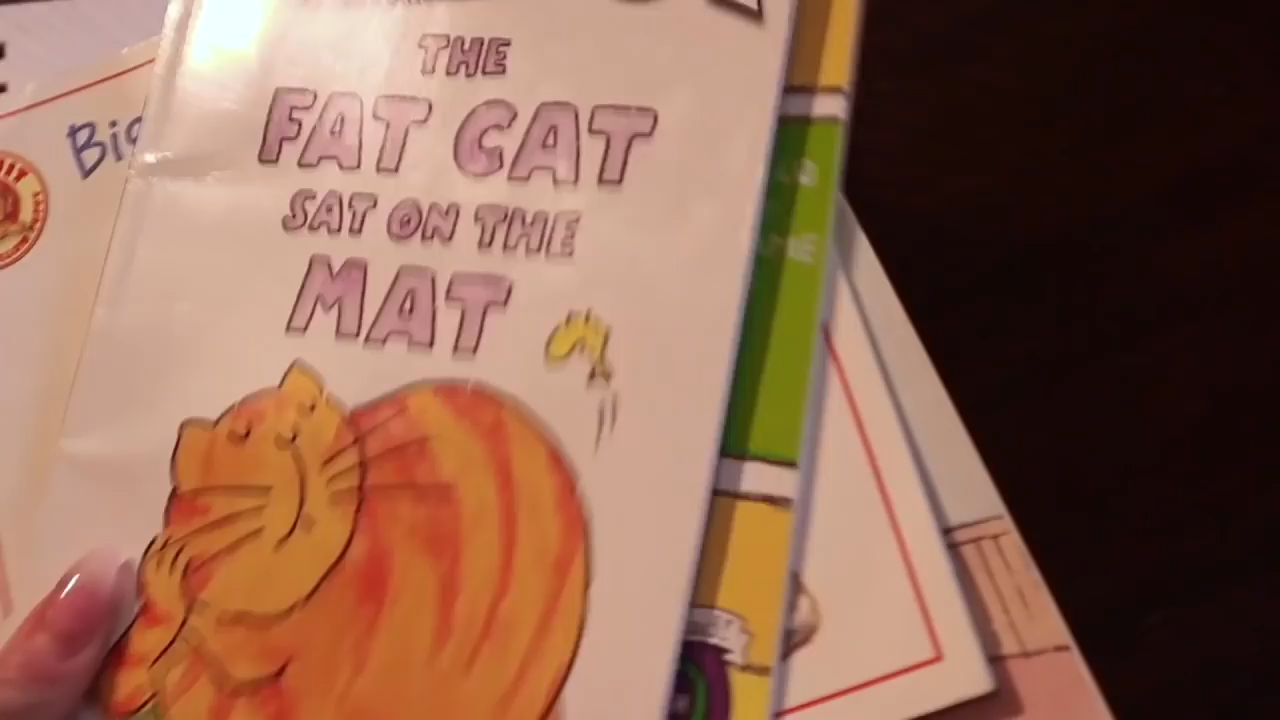 THE
FAT CAT
SAT ON THE
MAT
Big